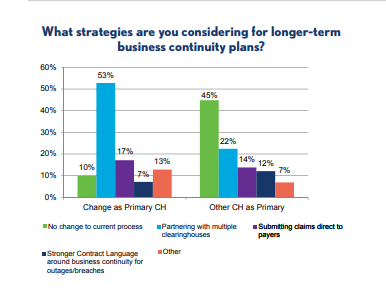 What strategies are you considering for longer-term
business continuity plans?
60%
50%
40%
30%
20%
10%
0%
10%
53%
17%
7%
13%
45%
22%
14%
12%
7%
Change as Primary CH
Other CH as Primary
No change to current process
Partnering with multiple
clearinghouses
Submitting claims direct to
payers
Stronger Contract Language
around business continuity for
outages/breaches
Other